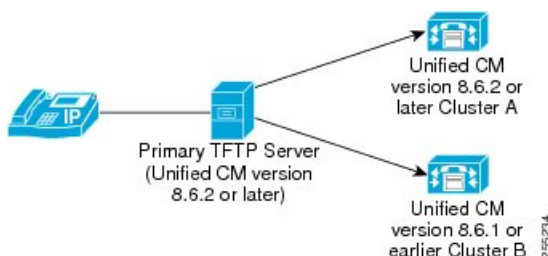 IP
Primary TFTP Server
(Unified CM version
8.6.2 or later)
Unified CM
version 8.6.2 or
later Cluster A
Unified CM
version 8.6.1 or
earlier Cluster B
255234